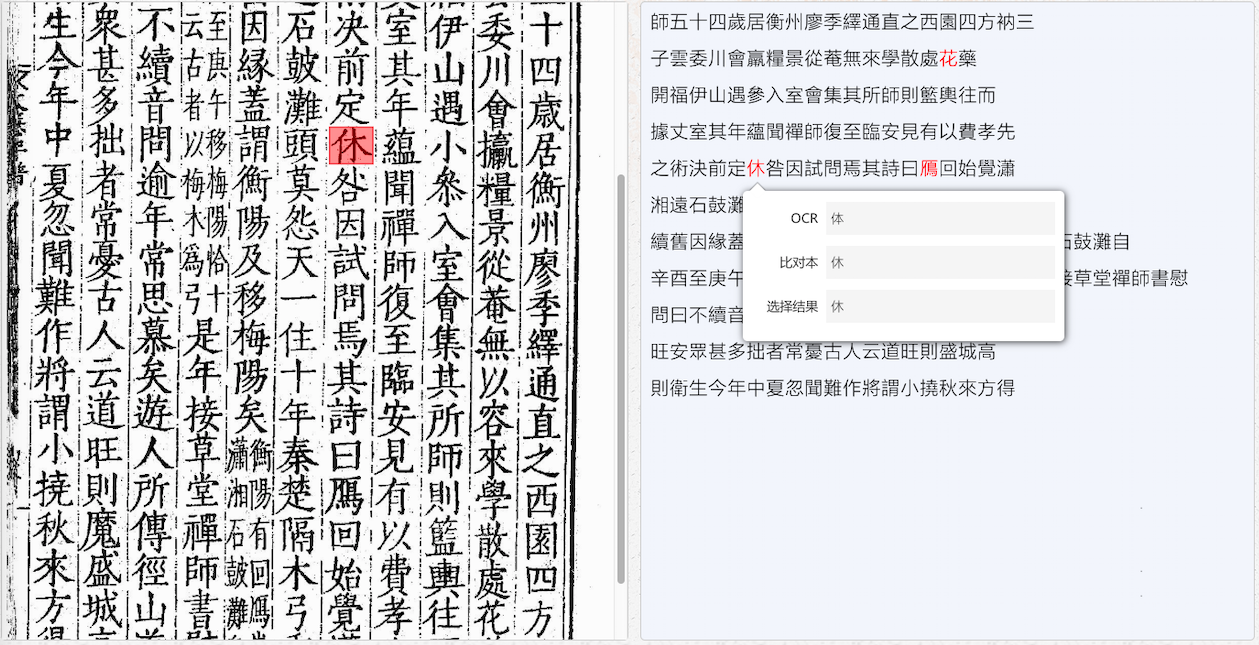 十四歲居衡州廖季繹通直之西園四方
委川會攍糧景從菴無以容來學散處花
伊山遇小叅入室會集其所師則籃輿往
室其年蘊聞禪師復至臨安見有以費孝
決前定休咎因試問焉其詩曰鴈回始覺
石鼓灘頭莫怨天一住十年秦楚隔木弓
因緣蓋謂衡陽及移梅陽矣衡陽有回鴈
瀟湘石鼓灘
至庚午移梅陽恰十
云古者以梅木爲弓是年接草堂禪師書
不續音問逾年常思慕矣遊人所傳徑山
衆甚多拙者常憂古人云道旺則魔盛城
生今年中夏忽聞難作將謂小撓秋來方得
師五十四歲居衡州廖季繹通直之西園四方衲三
子雲委川會贏糧景從菴無來學散處花藥
開福伊山遇參入室會集其所師則籃輿往而
據丈室其年蘊聞禪師復至臨安見有以費孝先
之術決前定休咎因試問焉其詩曰鴈回始覺瀟
湘遠石鼓灘
續舊因緣蓋
石鼓灘自
辛酉至庚午
接草堂禪師書慰
問曰不續音
旺安眾甚多拙者常憂古人云道旺則盛城高
則衛生今年中夏忽聞難作將謂小撓秋來方得
OCR 体
比对本 休
选择结果 休